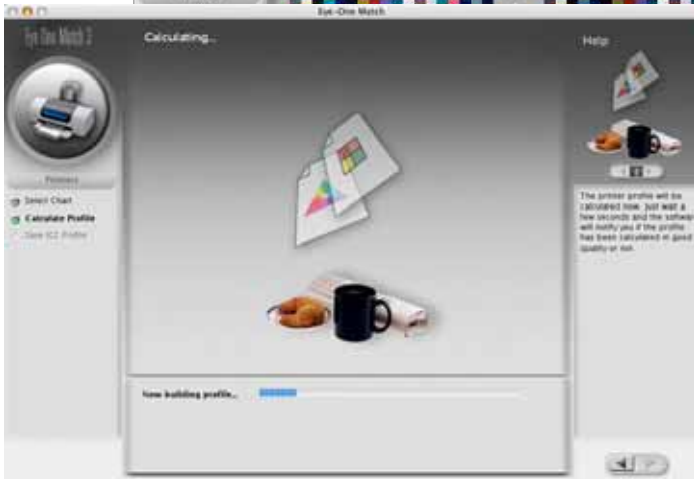 Eye-One Match
Eye-One Match 3
Calculating...
Help
Printers
Select Chart
Calculate Profile
Save ICC Profile
The printer profile will be
calculated now. Just wait a
few seconds and the software
will notify you if the profile
has been calculated in good
quality or not.
Now building profile...